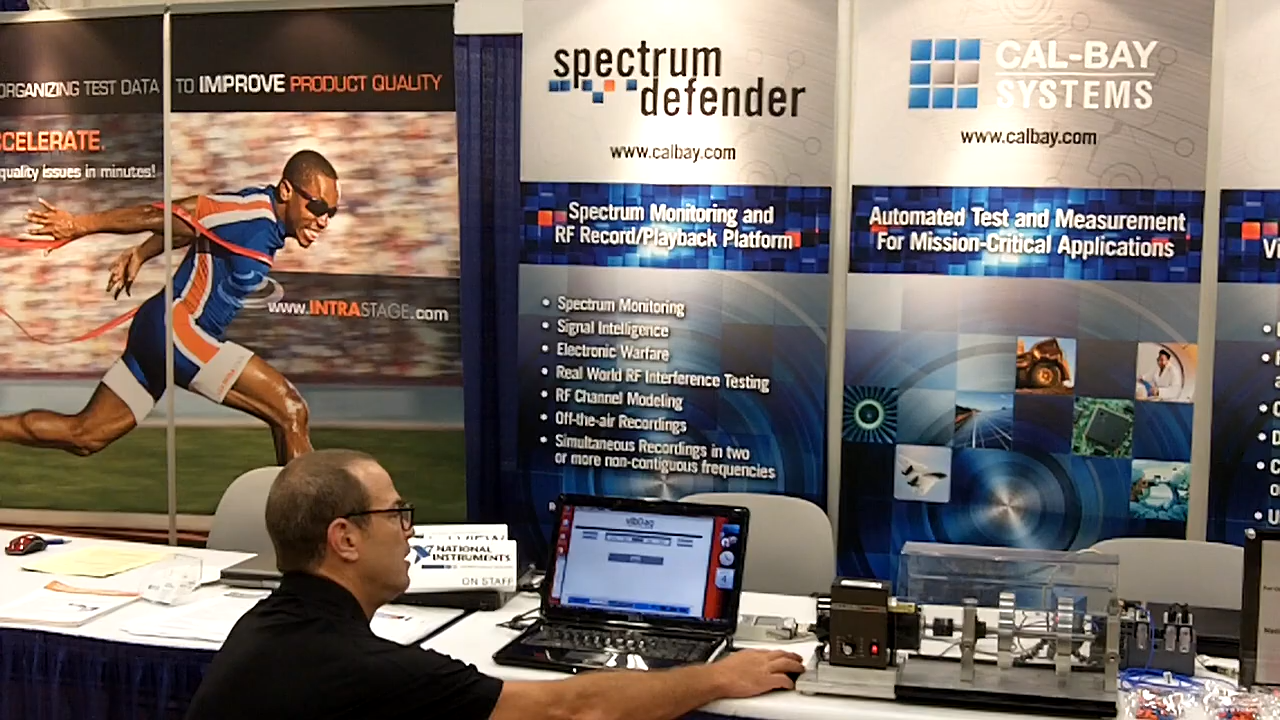 ORGANIZING TEST DATA TO IMPROVE PRODUCT QUALITY
CCELERATE.
quality issues in minutes!
www.INTRASTAGE.com
spectrum
defender
www.calbay.com
Spectrum Monitoring and
RF Record/Playback Platform
• Spectrum Monitoring
• Signal Intelligence
• Electronic Warfare
• Real World RF Interference Testing
• RF Channel Modeling
• Off-the-air Recordings
• Simultaneous Recordings in two
or more non-contiguous frequencies
CAL-BAY
SYSTEMS
www.calbay.com
Automated Test and Measurement
For Mission-Critical Applications
NATIONAL
INSTRUMENTS
ON STAFF
vibDaq